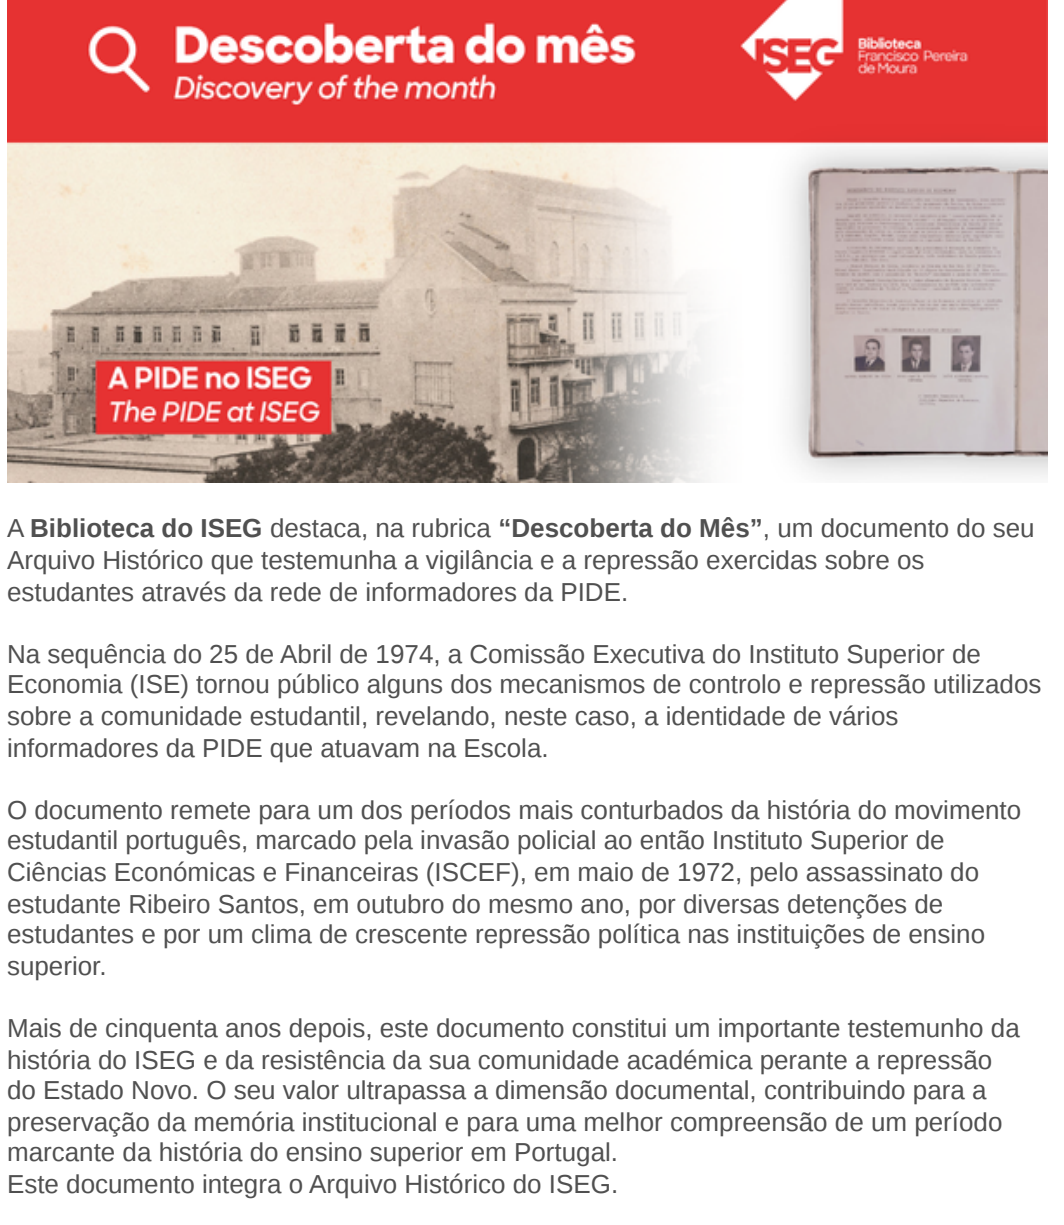 Descoberta do mês
Discovery of the month
ISEG
Biblioteca
Francisco Pereira
de Moura
A PIDE no ISEG
The PIDE at ISEG
A Biblioteca do ISEG destaca, na rubrica “Descoberta do Mês”, um documento do seu
Arquivo Histórico que testemunha a vigilância e a repressão exercidas sobre os
estudantes através da rede de informadores da PIDE.
Na sequência do 25 de Abril de 1974, a Comissão Executiva do Instituto Superior de
Economia (ISE) tornou público alguns dos mecanismos de controlo e repressão utilizados
sobre a comunidade estudantil, revelando, neste caso, a identidade de vários
informadores da PIDE que atuavam na Escola.
O documento remete para um dos períodos mais conturbados da história do movimento
estudantil português, marcado pela invasão policial ao então Instituto Superior de
Ciências Económicas e Financeiras (ISCEF), em maio de 1972, pelo assassinato do
estudante Ribeiro Santos, em outubro do mesmo ano, por diversas detenções de
estudantes e por um clima de crescente repressão política nas instituições de ensino
superior.
Mais de cinquenta anos depois, este documento constitui um importante testemunho da
história do ISEG e da resistência da sua comunidade académica perante a repressão
do Estado Novo. O seu valor ultrapassa a dimensão documental, contribuindo para a
preservação da memória institucional e para uma melhor compreensão de um período
marcante da história do ensino superior em Portugal.
Este documento integra o Arquivo Histórico do ISEG.